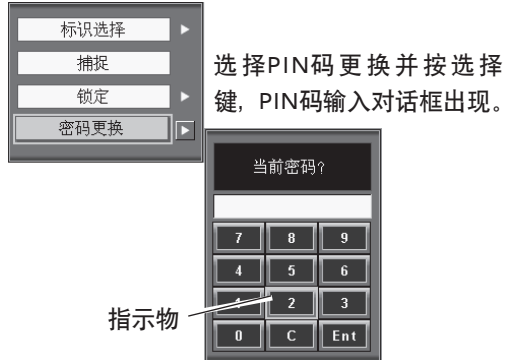 标识选择
捕捉
锁定
密码更换
选择PIN码更换并按选择
键，PIN码输入对话框出现。
当前密码?
7 8 9
4 5 6
1 2 3
0 C Ent
指示物